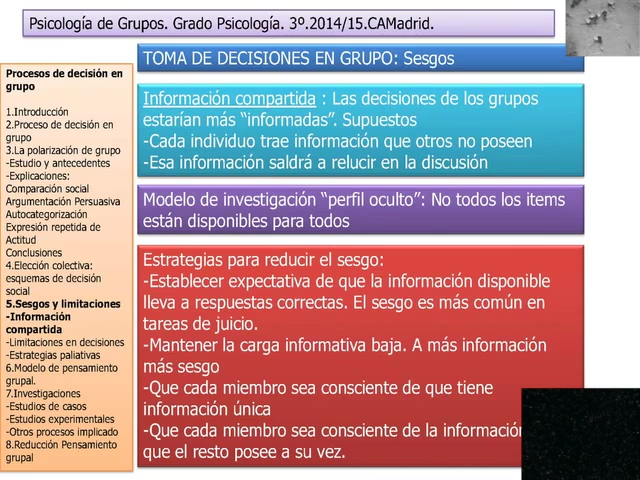 Psicología de Grupos. Grado Psicología. 3º.2014/15.CAMadrid.
Procesos de decisión en
grupo
1.Introducción
2.Proceso de decisión en
grupo
3.La polarización de grupo
-Estudio y antecedentes
-Explicaciones:
Comparación social
Argumentación Persuasiva
Autocategorización
Expresión repetida de
Actitud
Conclusiones
4.Elección colectiva:
esquemas de decisión
social
5.Sesgos y limitaciones
-Información
compartida
-Limitaciones en decisiones
-Estrategias paliativas
6.Modelo de pensamiento
grupal.
7.Investigaciones
-Estudios de casos
-Estudios experimentales
-Otros procesos implicado
8.Reducción Pensamiento
grupal
TOMA DE DECISIONES EN GRUPO: Sesgos
Información compartida : Las decisiones de los grupos
estarían más “informadas”. Supuestos
-Cada individuo trae información que otros no poseen
-Esa información saldrá a relucir en la discusión
Modelo de investigación “perfil oculto”: No todos los items
están disponibles para todos
Estrategias para reducir el sesgo:
-Establecer expectativa de que la información disponible
lleva a respuestas correctas. El sesgo es más común en
tareas de juicio.
-Mantener la carga informativa baja. A más información
más sesgo
-Que cada miembro sea consciente de que tiene
información única
-Que cada miembro sea consciente de la información
que el resto posee a su vez.